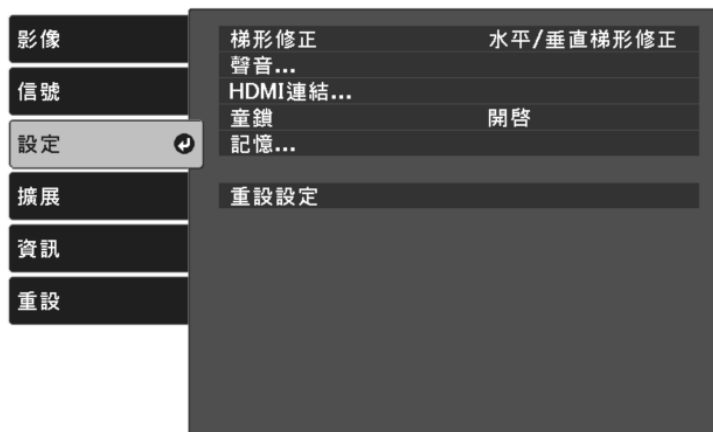 影像
信號
設定
擴展
資訊
重設
梯形修正 水平/垂直梯形修正
聲音...
HDMI連結...
童鎖 開啓
記憶...
重設設定